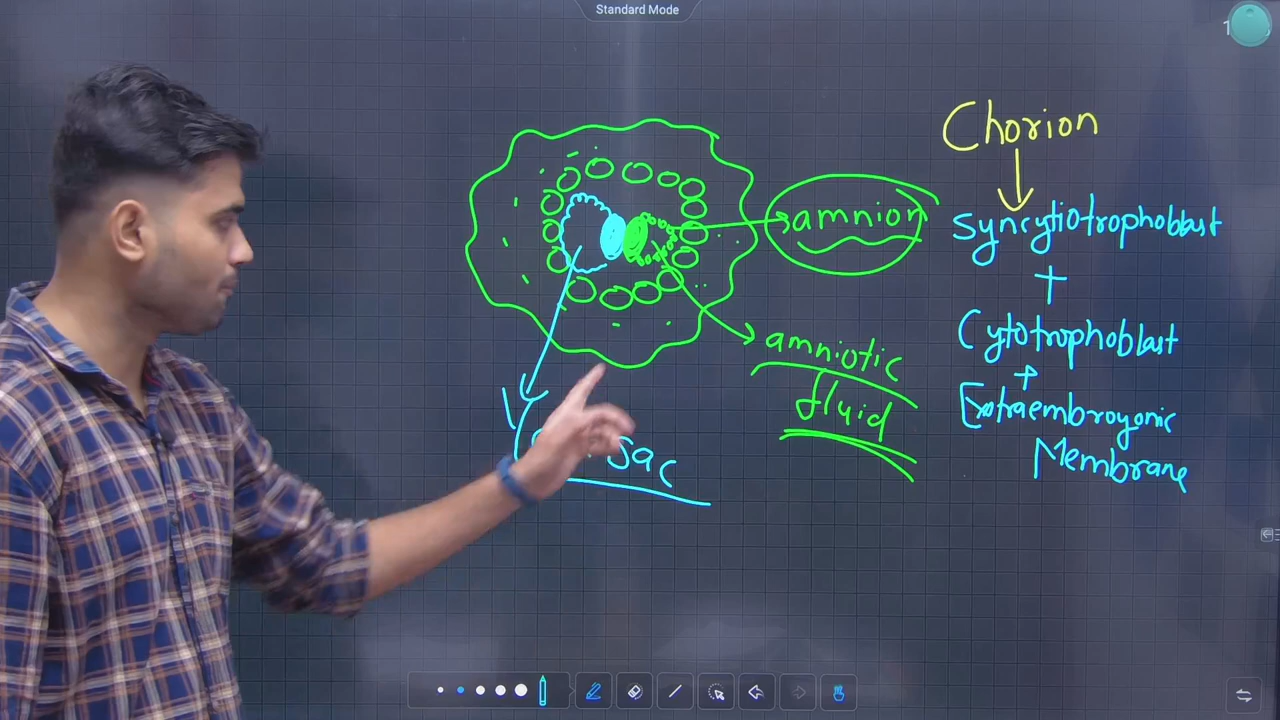 Standard Mode
Chorion
amnion
Syncytiotrophoblast
+
Cytotrophoblast
+
Extraembroyonic
Membrane
amniotic
fluid
sac